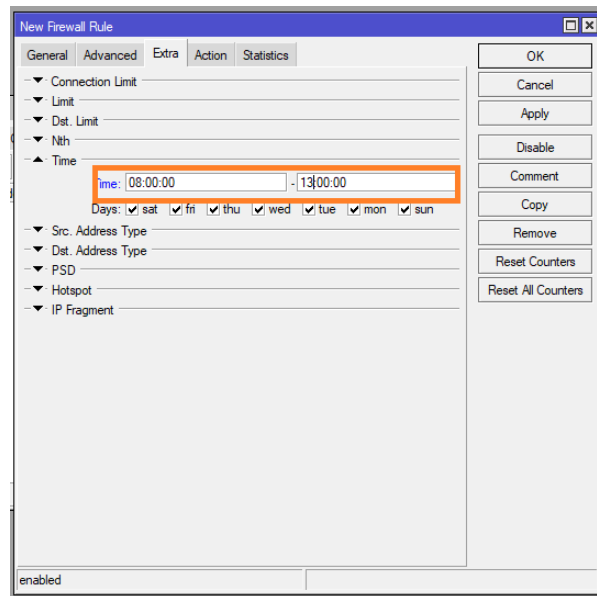 New Firewall Rule
General Advanced Extra Action Statistics
Connection Limit
Limit
Dst. Limit
Nth
Time
Time: 08:00:00 - 13:00:00
Days: sat fri thu wed tue mon sun
Src. Address Type
Dst. Address Type
PSD
Hotspot
IP Fragment
OK
Cancel
Apply
Disable
Comment
Copy
Remove
Reset Counters
Reset All Counters
enabled